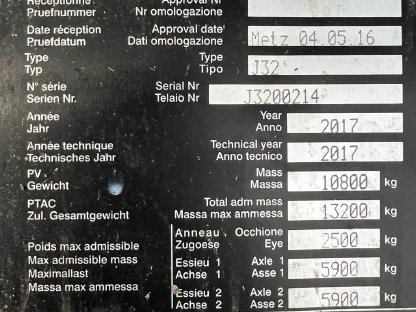 Réceptionné Approval Nr
Pruefnummer Nr omologazione
Date réception Approval date Metz 04.05.16
Pruefdatum Dati omologazione
Type Type J32
Typ Tipo
N° série Serial Nr J3200214
Serien Nr. Telaio Nr
Année Year 2017
Jahr Anno
Année technique Technical year 2017
Technisches Jahr Anno tecnico
PV Mass 10800 kg
Gewicht Massa
PTAC Total adm mass 13200 kg
Zul. Gesamtgewicht Massa max ammessa
Anneau Occhione 2500 kg
Poids max admissible Zugoese Eye
Max admissible mass Essieu 1 Axle 1 5900 kg
Maximallast Achse 1 Asse 1
Massa max ammessa Essieu 2 Axle 2 5900 kg
Achse 2 Asse 2